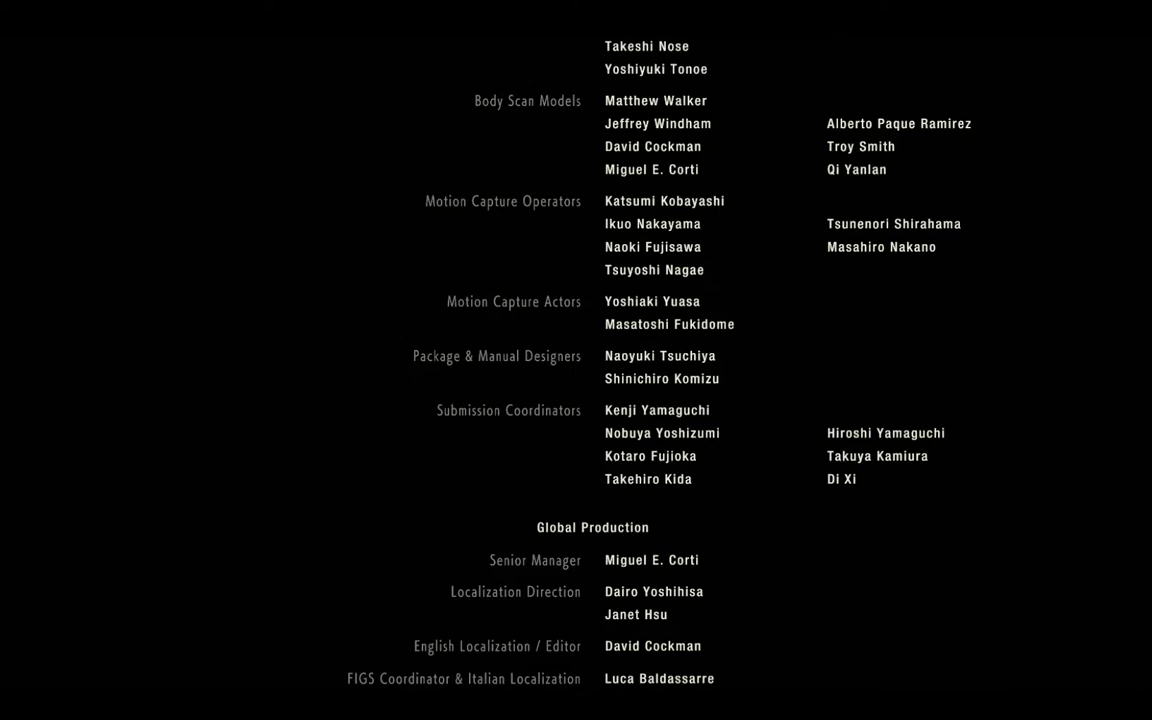 Takeshi Nose
Yoshiyuki Tonoe
Body Scan Models Matthew Walker
Jeffrey Windham Alberto Paque Ramirez
David Cockman Troy Smith
Miguel E. Corti Qi Yanlan
Motion Capture Operators Katsumi Kobayashi
Ikuo Nakayama Tsunenori Shirahama
Naoki Fujisawa Masahiro Nakano
Tsuyoshi Nagae
Motion Capture Actors Yoshiaki Yuasa
Masatoshi Fukidome
Package & Manual Designers Naoyuki Tsuchiya
Shinichiro Komizu
Submission Coordinators Kenji Yamaguchi
Nobuya Yoshizumi Hiroshi Yamaguchi
Kotaro Fujioka Takuya Kamiura
Takehiro Kida Di Xi
Global Production
Senior Manager Miguel E. Corti
Localization Direction Dairo Yoshihisa
Janet Hsu
English Localization / Editor David Cockman
FIGS Coordinator & Italian Localization Luca Baldassarre